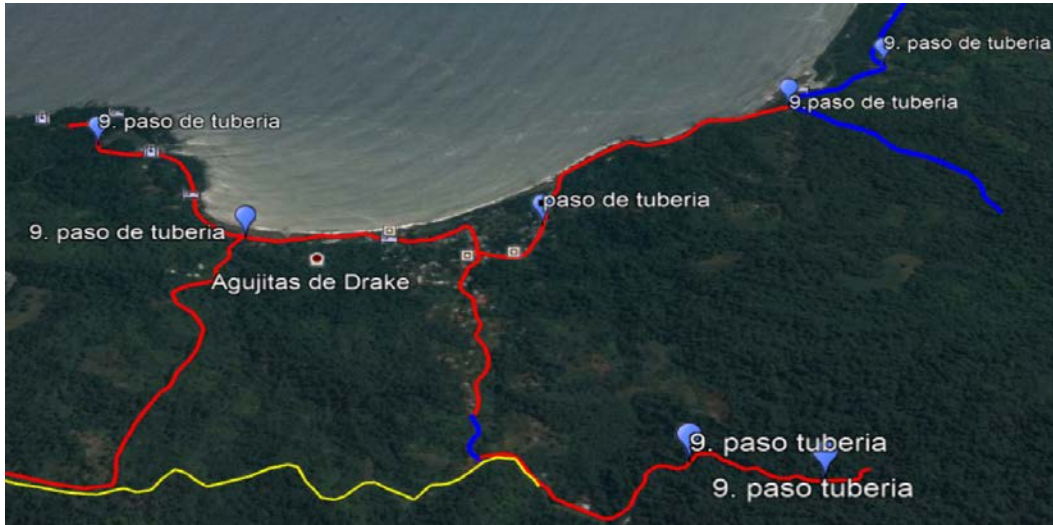 9. paso de tuberia
9.paso de tuberia
9. paso de tuberia
paso de tuberia
9. paso de tuberia
Agujitas de Drake
9. paso tuberia
9. paso tuberia